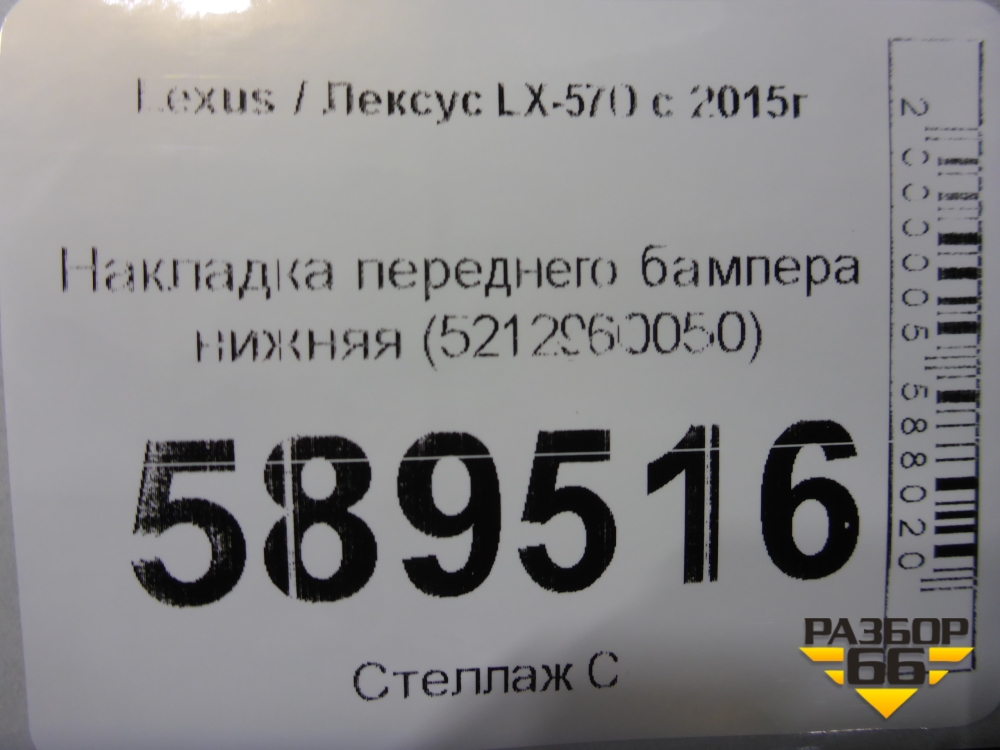 Lexus / Лексус LX-570 с 2015г
Накладка переднего бампера
нижняя (5212960050)
589516
Стеллаж С
2000005588020
РАЗБОР
66